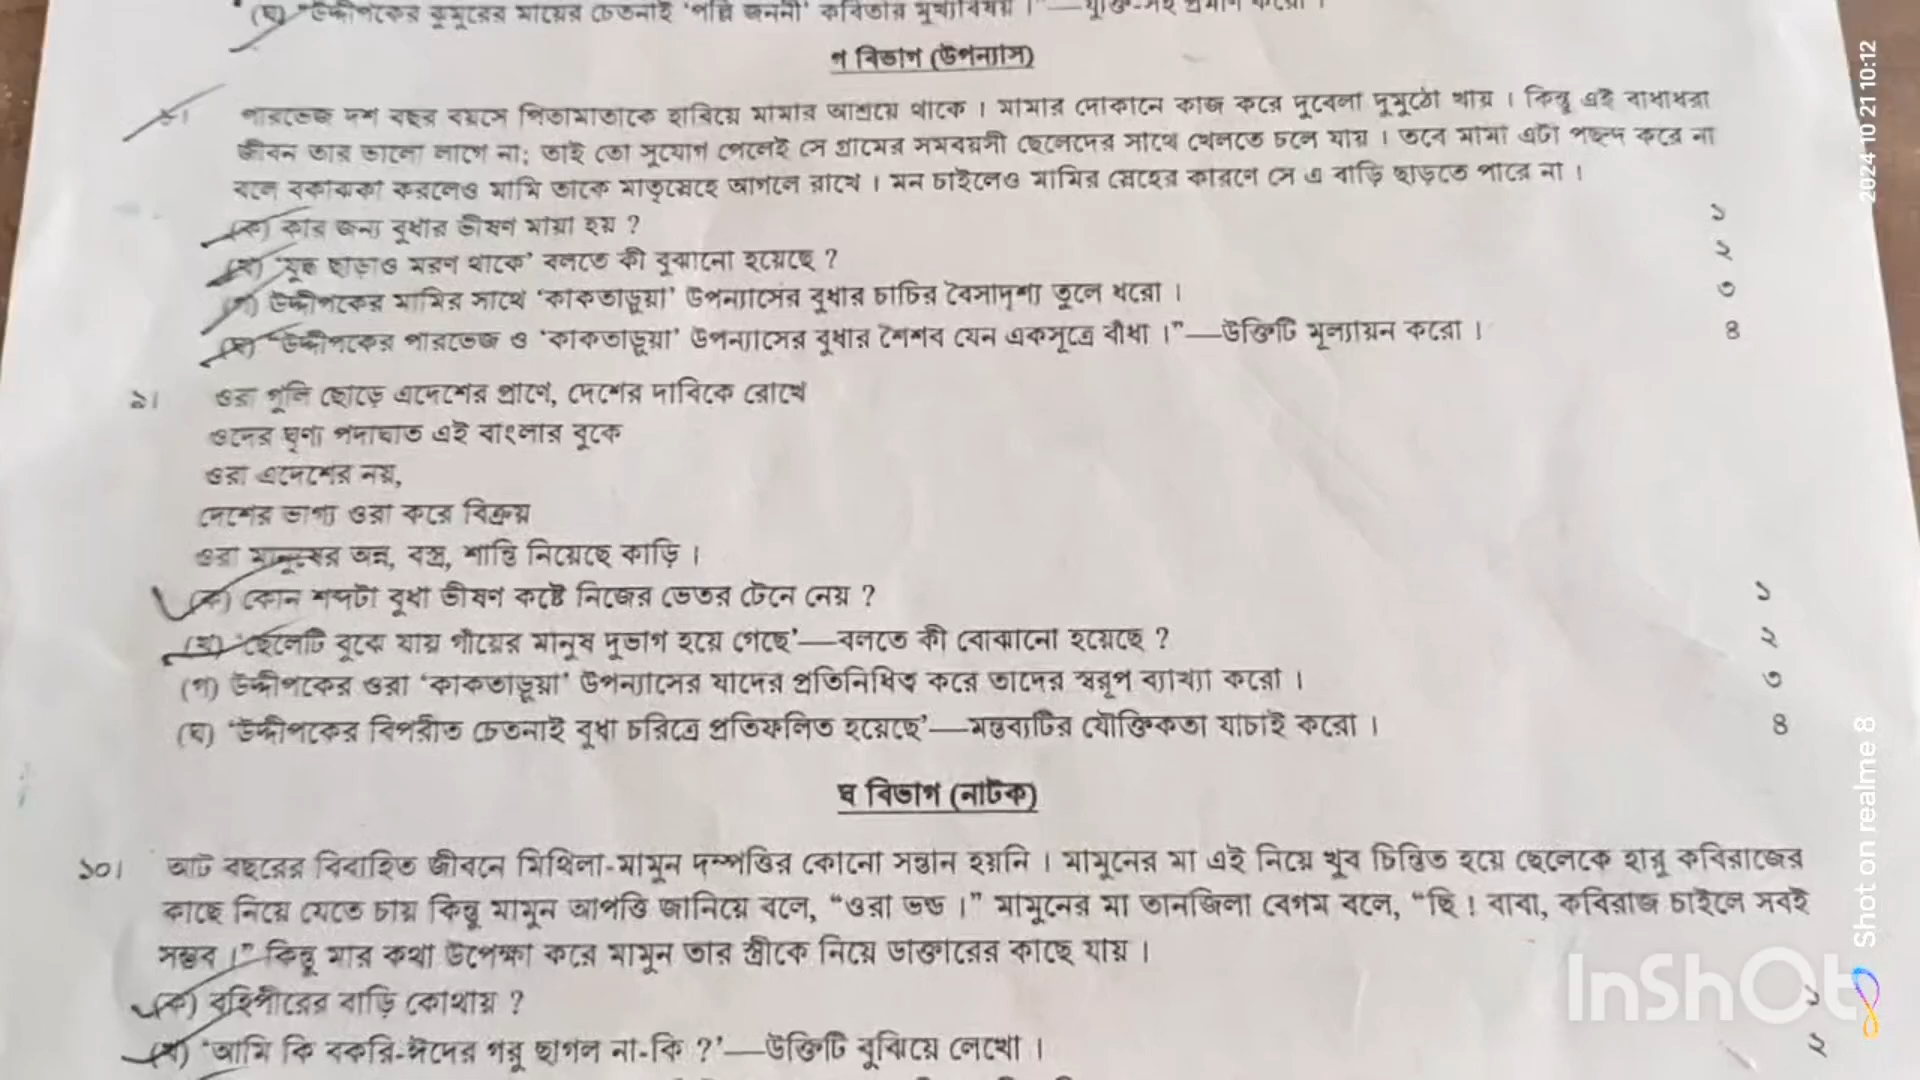 (ঘ) “উদ্দীপকের কুমুরের মায়ের চেতনাই ‘পল্লি জননী’ কবিতার মুখ্যবিষয়।”—যুক্তি-সহ প্রমাণ করো।
গ বিভাগ (উপন্যাস)
৮। পারভেজ দশ বছর বয়সে পিতামাতাকে হারিয়ে মামার আশ্রয়ে থাকে। মামার দোকানে কাজ করে দুবেলা দুমুঠো খায়। কিন্তু এই বাধাধরা
জীবন তার ভালো লাগে না; তাই তো সুযোগ পেলেই সে গ্রামের সমবয়সী ছেলেদের সাথে খেলতে চলে যায়। তবে মামা এটা পছন্দ করে না
বলে বকাঝকা করলেও মামি তাকে মাতৃস্নেহে আগলে রাখে। মন চাইলেও মামির স্নেহের কারণে সে এ বাড়ি ছাড়তে পারে না।
(ক) কার জন্য বুধার ভীষণ মায়া হয়? ১
(খ) ‘যুদ্ধ ছাড়াও মরণ থাকে’ বলতে কী বুঝানো হয়েছে? ২
(গ) উদ্দীপকের মামির সাথে ‘কাকতাড়ুয়া’ উপন্যাসের বুধার চাচির বৈসাদৃশ্য তুলে ধরো। ৩
(ঘ) “উদ্দীপকের পারভেজ ও ‘কাকতাড়ুয়া’ উপন্যাসের বুধার শৈশব যেন একসূত্রে বাঁধা।”—উক্তিটি মূল্যায়ন করো। ৪
৯। ওরা গুলি ছোড়ে এদেশের প্রাণে, দেশের দাবিকে রোখে
ওদের ঘৃণ্য পদাঘাত এই বাংলার বুকে
ওরা এদেশের নয়,
দেশের ভাগ্য ওরা করে বিক্রয়
ওরা মানুষের অন্ন, বস্ত্র, শান্তি নিয়েছে কাড়ি।
(ক) কোন শব্দটা বুধা ভীষণ কষ্টে নিজের ভেতর টেনে নেয়? ১
(খ) ‘ছেলেটি বুঝে যায় গাঁয়ের মানুষ দুভাগ হয়ে গেছে’—বলতে কী বোঝানো হয়েছে? ২
(গ) উদ্দীপকের ওরা ‘কাকতাড়ুয়া’ উপন্যাসের যাদের প্রতিনিধিত্ব করে তাদের স্বরূপ ব্যাখ্যা করো। ৩
(ঘ) ‘উদ্দীপকের বিপরীত চেতনাই বুধা চরিত্রে প্রতিফলিত হয়েছে’—মন্তব্যটির যৌক্তিকতা যাচাই করো। ৪
ঘ বিভাগ (নাটক)
১০। আট বছরের বিবাহিত জীবনে মিথিলা-মামুন দম্পত্তির কোনো সন্তান হয়নি। মামুনের মা এই নিয়ে খুব চিন্তিত হয়ে ছেলেকে হারু কবিরাজের
কাছে নিয়ে যেতে চায় কিন্তু মামুন আপত্তি জানিয়ে বলে, “ওরা ভন্ড।” মামুনের মা তানজিলা বেগম বলে, “ছি! বাবা, কবিরাজ চাইলে সবই
সম্ভব।” কিন্তু মার কথা উপেক্ষা করে মামুন তার স্ত্রীকে নিয়ে ডাক্তারের কাছে যায়।
(ক) বহিপীরের বাড়ি কোথায়? ১
(খ) ‘আমি কি বকরি-ঈদের গরু ছাগল না-কি?’—উক্তিটি বুঝিয়ে লেখো। ২
2024 10 21 10:12
Shot on realme 8
InShOt